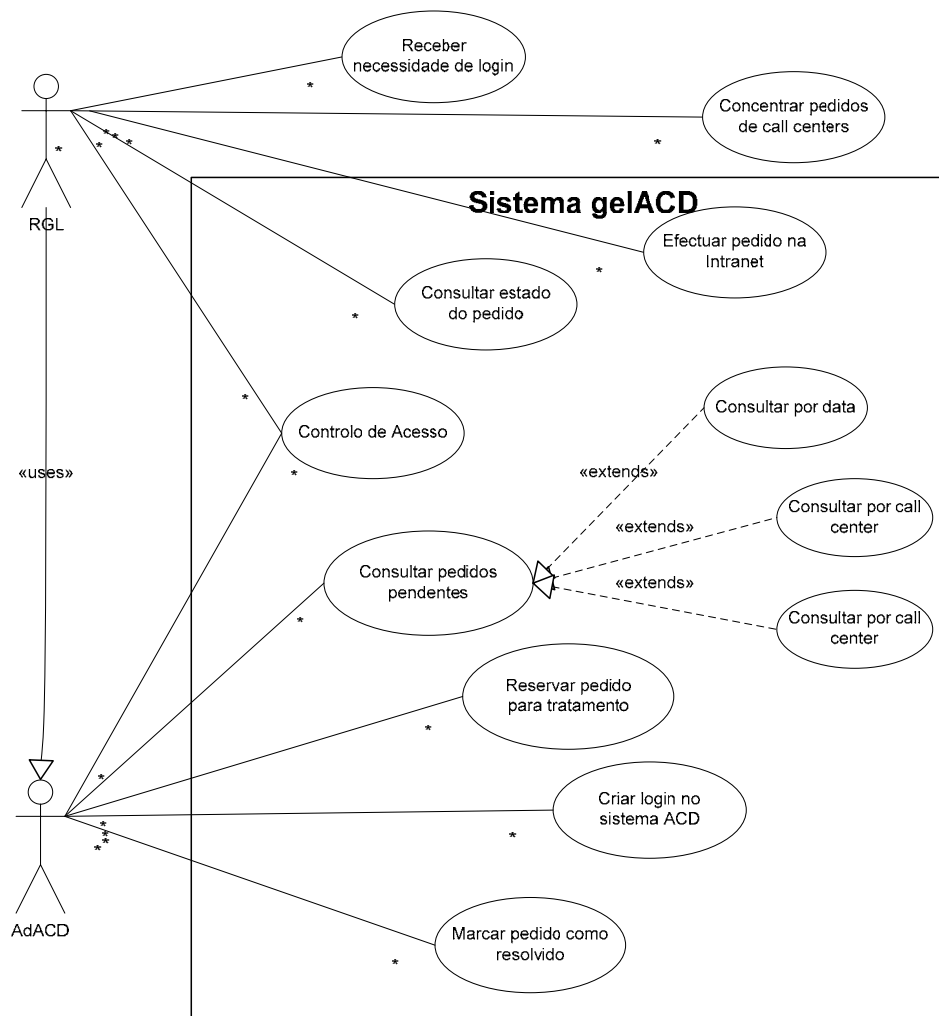 Receber
necessidade de login
*
Concentrar pedidos
de call centers
*
*
*
*
*
*
RGL
Sistema gelACD
Efectuar pedido na
Intranet
*
Consultar estado
do pedido
*
Consultar por data
*
Controlo de Acesso
*
«uses»
«extends»
Consultar por call
center
«extends»
Consultar pedidos
pendentes
«extends»
Consultar por call
center
*
Reservar pedido
para tratamento
*
*
Criar login no
sistema ACD
*
*
*
*
*
AdACD
Marcar pedido como
resolvido
*